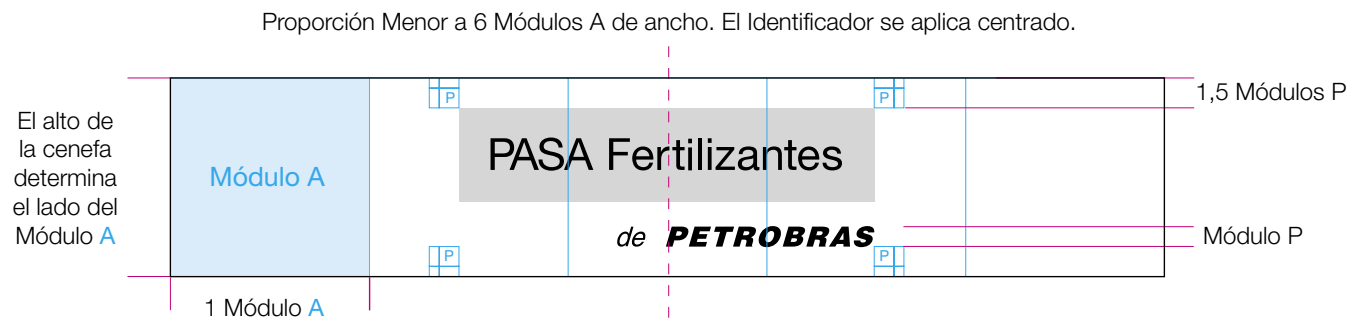 Proporción Menor a 6 Módulos A de ancho. El Identificador se aplica centrado.
P
P
1,5 Módulos P
El alto de
la cenefa
determina
el lado del
Módulo A
Módulo A
PASA Fertilizantes
de PETROBRAS
P
P
Módulo P
1 Módulo A